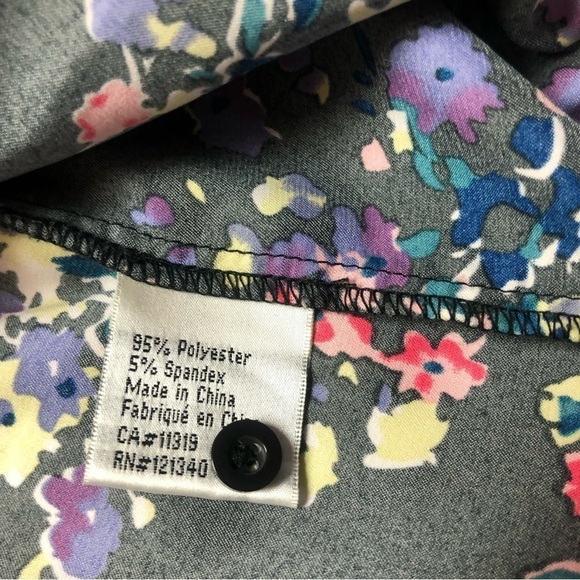 95% Polyester
5% Spandex
Made in China
Fabriqué en
CA#11319
RN#121340